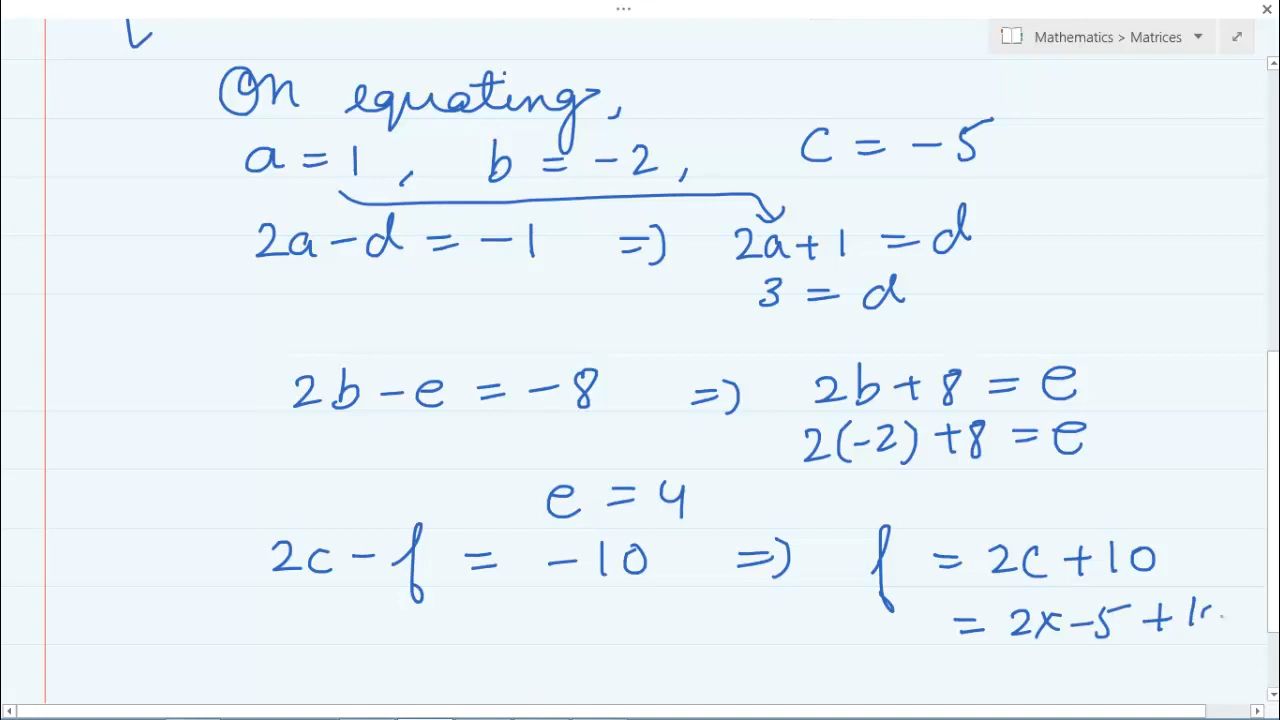 Mathematics > Matrices
On equating,
a = 1, b = -2, c = -5
2a - d = -1 => 2a + 1 = d
3 = d
2b - e = -8 => 2b + 8 = e
2(-2) + 8 = e
e = 4
2c - f = -10 => f = 2c + 10
= 2x - 5 +